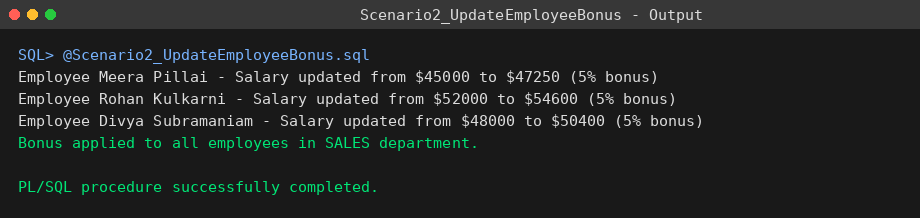 Scenario2_UpdateEmployeeBonus - Output
SQL> @Scenario2_UpdateEmployeeBonus.sql
Employee Meera Pillai - Salary updated from $45000 to $47250 (5% bonus)
Employee Rohan Kulkarni - Salary updated from $52000 to $54600 (5% bonus)
Employee Divya Subramaniam - Salary updated from $48000 to $50400 (5% bonus)
Bonus applied to all employees in SALES department.
PL/SQL procedure successfully completed.